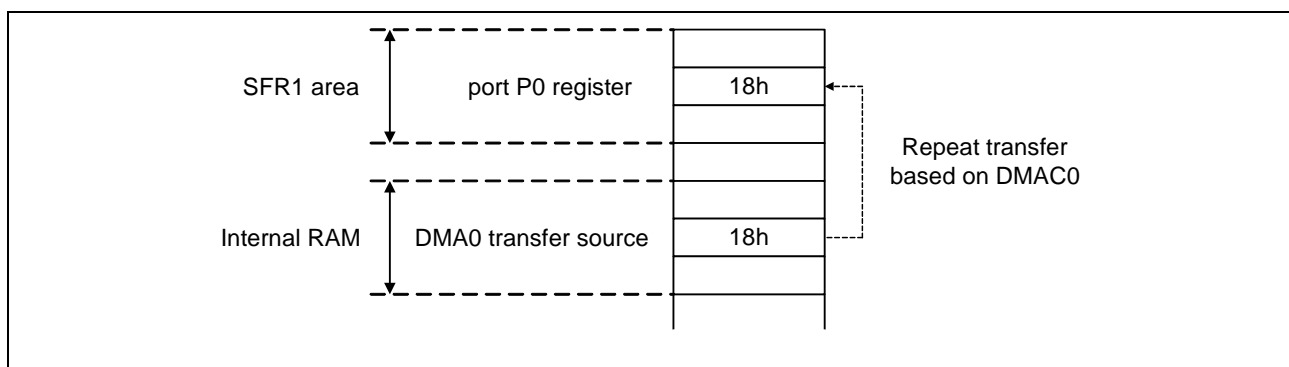 SFR1 area
port P0 register
18h
Repeat transfer
based on DMAC0
Internal RAM
DMA0 transfer source
18h